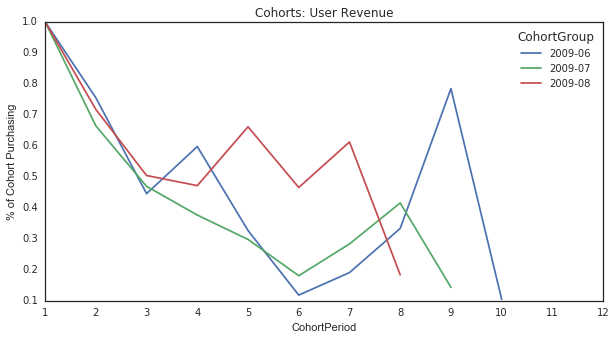 Cohorts: User Revenue
CohortGroup
2009-06
2009-07
2009-08
% of Cohort Purchasing
1.0
0.9
0.8
0.7
0.6
0.5
0.4
0.3
0.2
0.1
1 2 3 4 5 6 7 8 9 10 11 12
CohortPeriod